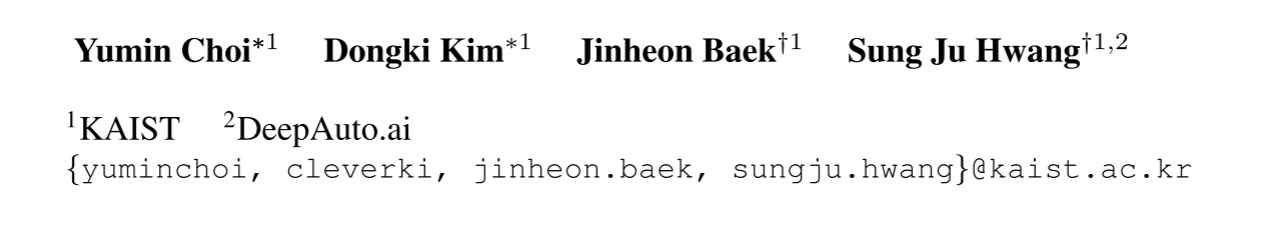 Yumin Choi*1 Dongki Kim*1 Jinheon Baek†1 Sung Ju Hwang†1,2
1KAIST 2DeepAuto.ai
{yuminchoi, cleverki, jinheon.baek, sungju.hwang}@kaist.ac.kr